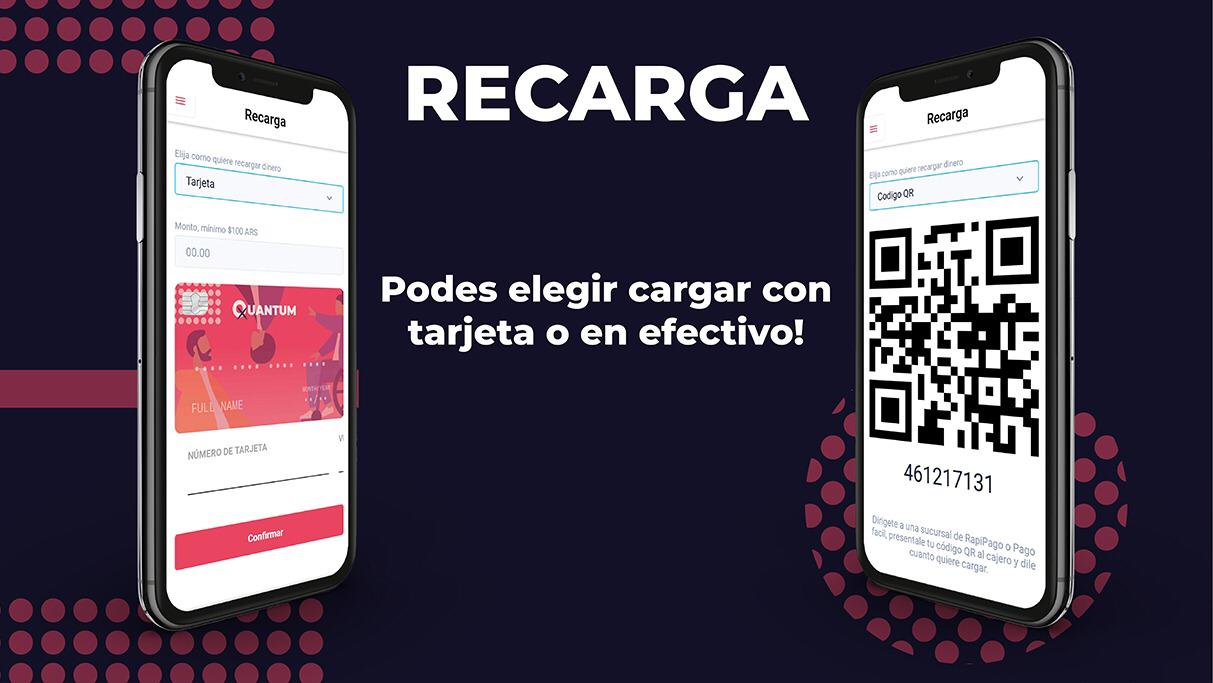 RECARGA
Podes elegir cargar con
tarjeta o en efectivo!
Recarga
Elija como quiere recargar dinero
Tarjeta
Monto, mínimo $100 ARS
00.00
QUANTUM
MONTH/YEAR
**/**
FULL NAME
NÚMERO DE TARJETA
Confirmar
Recarga
Elija como quiere recargar dinero
Codigo QR
461217131
Dirigete a una sucursal de RapiPago o Pago
facil, presentale tu código QR al cajero y dile
cuanto quiere cargar.